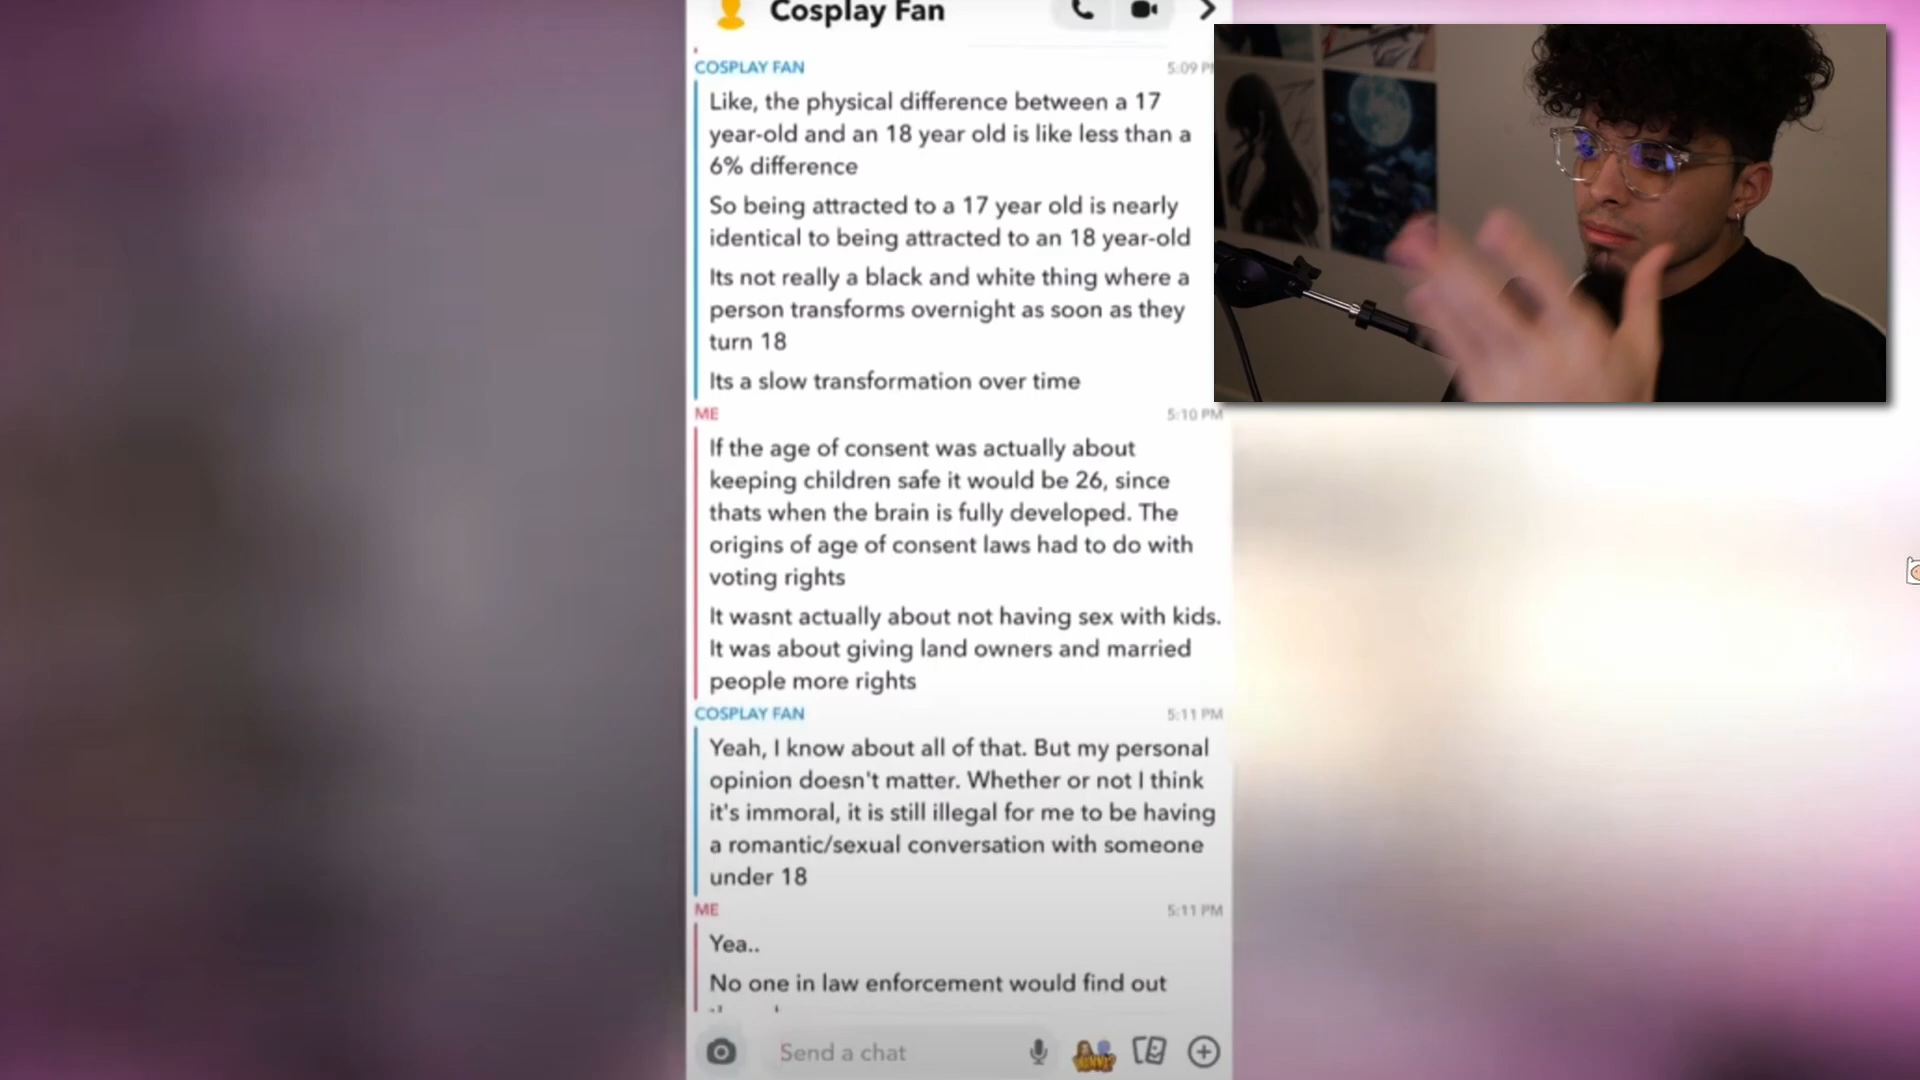 Cosplay Fan
COSPLAY FAN
5:09 PM
Like, the physical difference between a 17
year-old and an 18 year old is like less than a
6% difference
So being attracted to a 17 year old is nearly
identical to being attracted to an 18 year-old
Its not really a black and white thing where a
person transforms overnight as soon as they
turn 18
Its a slow transformation over time
ME
5:10 PM
If the age of consent was actually about
keeping children safe it would be 26, since
thats when the brain is fully developed. The
origins of age of consent laws had to do with
voting rights
It wasnt actually about not having sex with kids.
It was about giving land owners and married
people more rights
COSPLAY FAN
5:11 PM
Yeah, I know about all of that. But my personal
opinion doesn't matter. Whether or not I think
it's immoral, it is still illegal for me to be having
a romantic/sexual conversation with someone
under 18
ME
5:11 PM
Yea..
No one in law enforcement would find out
Send a chat